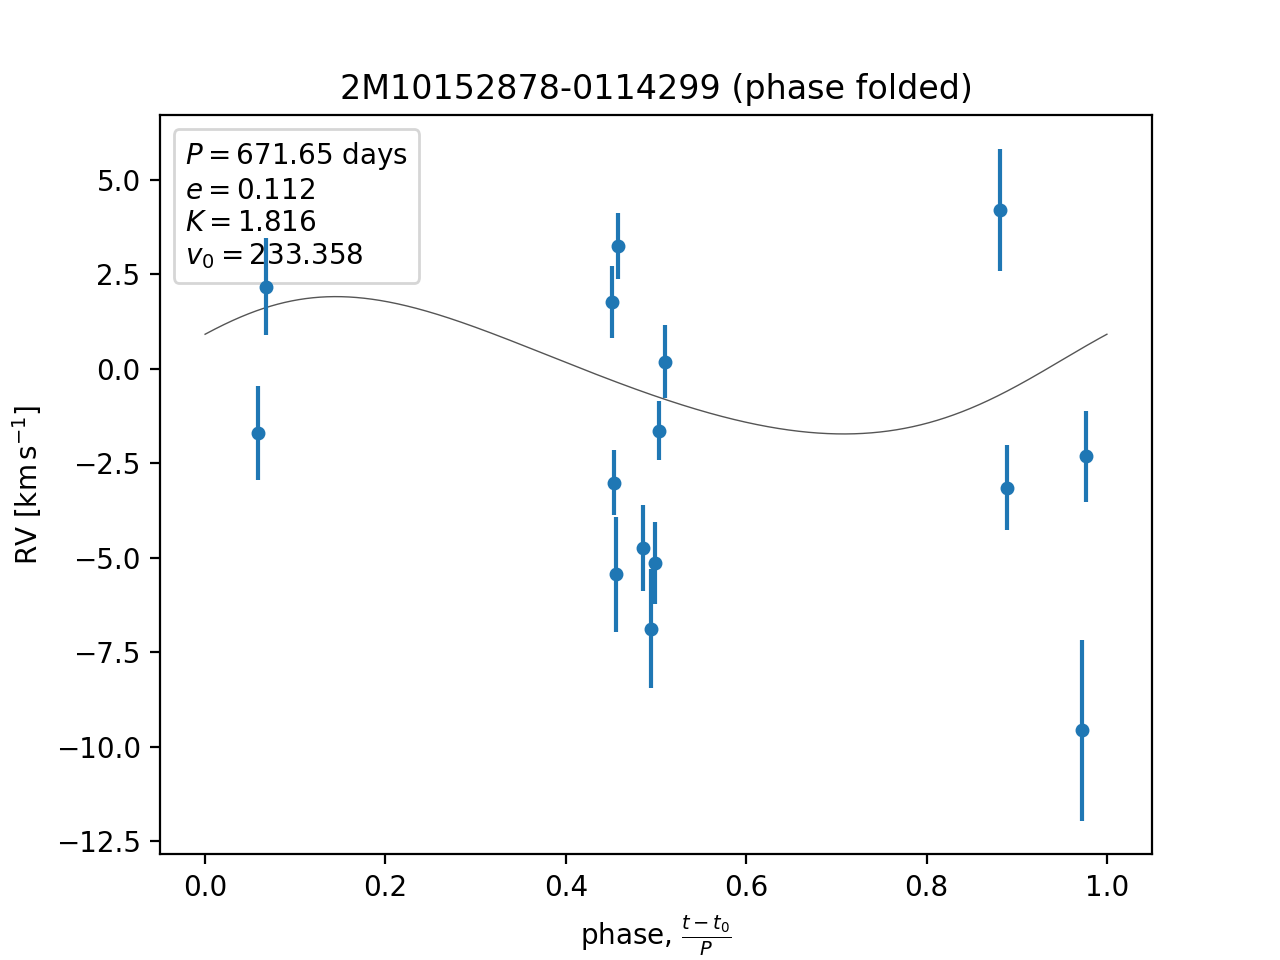 2M10152878-0114299 (phase folded)
P = 671.65 days
e = 0.112
K = 1.816
v₀ = 233.358
RV [km s⁻¹]
5.0
2.5
0.0
−2.5
−5.0
−7.5
−10.0
−12.5
0.0 0.2 0.4 0.6 0.8 1.0
phase, (t − t₀)/P